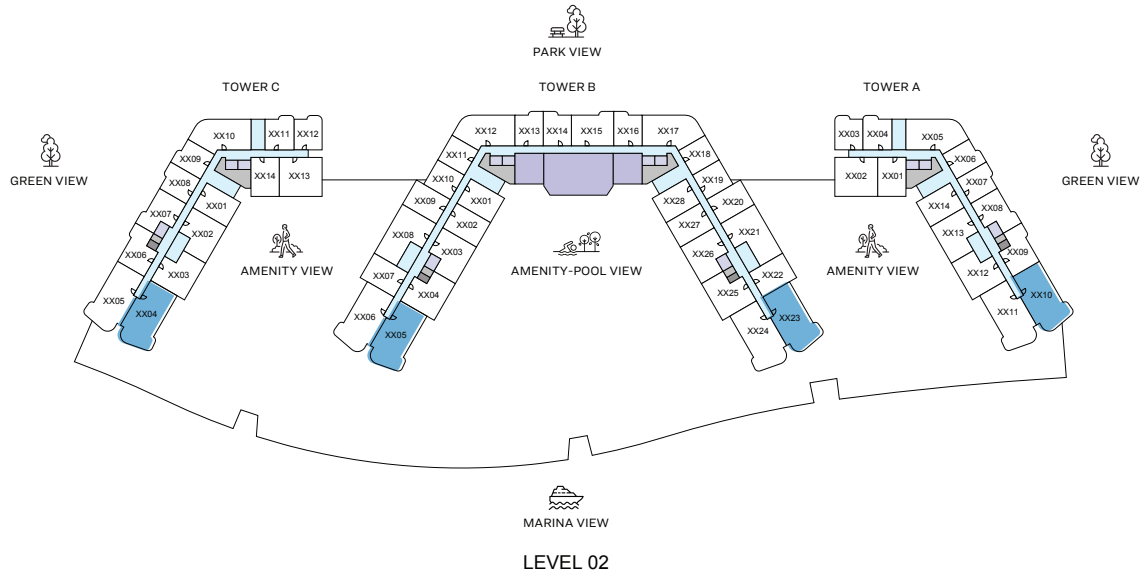 PARK VIEW
TOWER C
TOWER B
TOWER A
XX10
XX11
XX12
XX09
XX08
XX14
XX13
XX01
XX07
XX02
XX06
XX03
XX05
XX04
XX12
XX13
XX14
XX15
XX16
XX17
XX11
XX18
XX10
XX19
XX09
XX01
XX28
XX20
XX08
XX02
XX27
XX21
XX03
XX26
XX07
XX04
XX22
XX25
XX06
XX05
XX23
XX24
XX03
XX04
XX05
XX02
XX01
XX06
XX07
XX14
XX08
XX13
XX09
XX12
XX10
XX11
GREEN VIEW
GREEN VIEW
AMENITY VIEW
AMENITY-POOL VIEW
AMENITY VIEW
MARINA VIEW
LEVEL 02